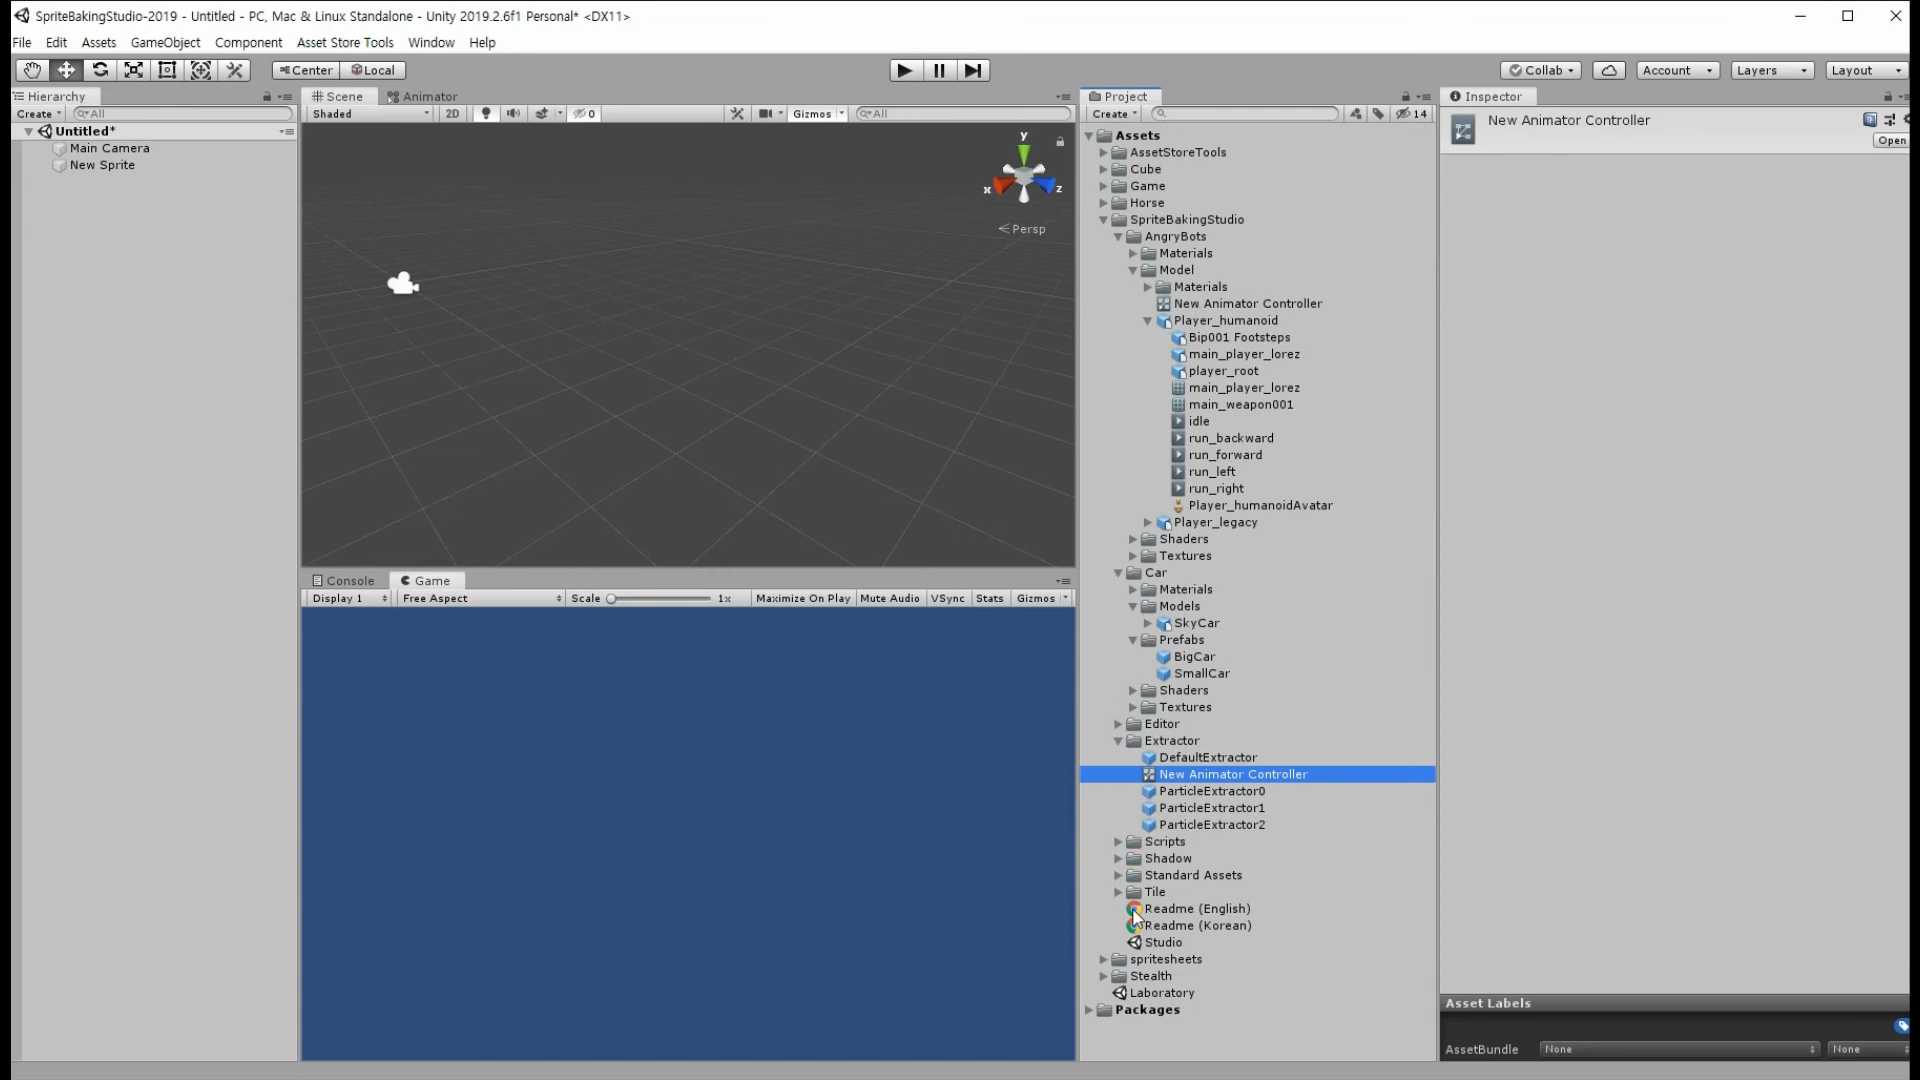 SpriteBakingStudio-2019 - Untitled - PC, Mac & Linux Standalone - Unity 2019.2.6f1 Personal* <DX11>
File Edit Assets GameObject Component Asset Store Tools Window Help
Center Local Collab Account Layers Layout
Hierarchy
Create All
Untitled*
Main Camera
New Sprite
Scene Animator
Shaded 2D 0 Gizmos All
y
x z
Persp
Console Game
Display 1 Free Aspect Scale 1x Maximize On Play Mute Audio VSync Stats Gizmos
Project
Create 14
Assets
AssetStoreTools
Cube
Game
Horse
SpriteBakingStudio
AngryBots
Materials
Model
Materials
New Animator Controller
Player_humanoid
Bip001 Footsteps
main_player_lorez
player_root
main_player_lorez
main_weapon001
idle
run_backward
run_forward
run_left
run_right
Player_humanoidAvatar
Player_legacy
Shaders
Textures
Car
Materials
Models
SkyCar
Prefabs
BigCar
SmallCar
Shaders
Textures
Editor
Extractor
DefaultExtractor
New Animator Controller
ParticleExtractor0
ParticleExtractor1
ParticleExtractor2
Scripts
Shadow
Standard Assets
Tile
Readme (English)
Readme (Korean)
Studio
spritesheets
Stealth
Laboratory
Packages
Inspector
New Animator Controller
Open
Asset Labels
AssetBundle None None